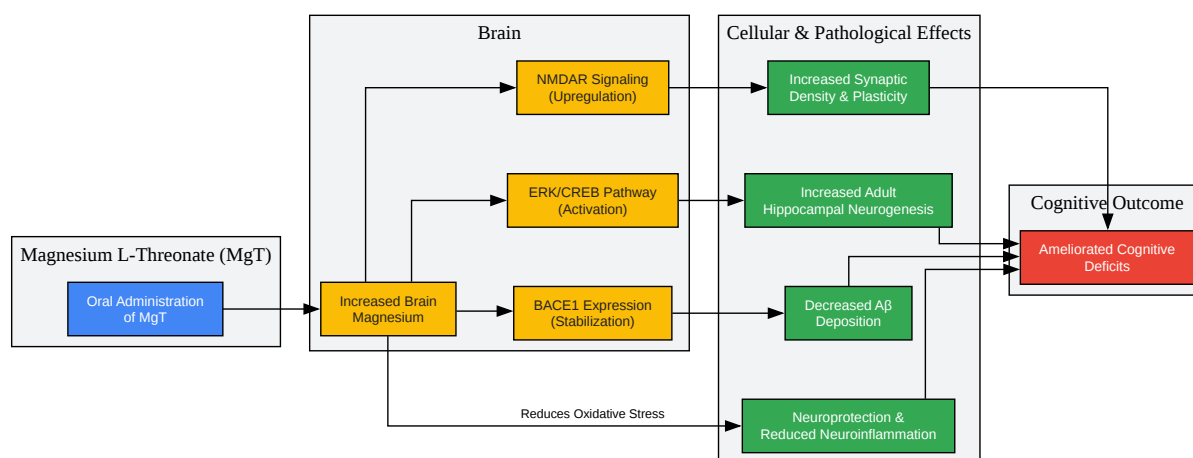 Brain
Cellular & Pathological Effects
NMDAR Signaling
(Upregulation)
Increased Synaptic
Density & Plasticity
ERK/CREB Pathway
(Activation)
Increased Adult
Hippocampal Neurogenesis
Cognitive Outcome
Ameliorated Cognitive
Deficits
Magnesium L-Threonate (MgT)
Oral Administration
of MgT
Increased Brain
Magnesium
BACE1 Expression
(Stabilization)
Decreased Aβ
Deposition
Reduces Oxidative Stress
Neuroprotection &
Reduced Neuroinflammation